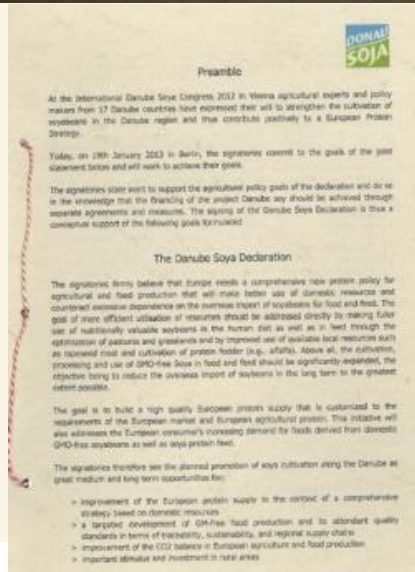 DONAU
SOJA
Preamble
At the International Danube Soya Congress 2012 in Vienna agricultural experts and policy
makers from 17 Danube countries have expressed their will to strengthen the cultivation of
soyabeans in the Danube region and thus contribute positively to a European Protein
Strategy.
Today, on 19th January 2013 in Berlin, the signatories commit to the goals of the joint
statement below and will work to achieve their goals.
The signatories state want to support the agricultural policy goals of the declaration and do so
in the knowledge that the financing of the project Danube soy should be achieved through
separate agreements and measures. The signing of the Danube Soya Declaration is thus a
conceptual support of the following goals formulated
The Danube Soya Declaration
The signatories firmly believe that Europe needs a comprehensive new protein policy for
agricultural and food production that will make better use of domestic resources and
counteract excessive dependence on the overseas import of soyabeans for food and feed. The
goal of more efficient utilisation of resources should be addressed directly by making fuller
use of nutritionally valuable soybeans in the human diet as well as in feed through the
optimization of pastures and grasslands and by improved use of available local resources such
as rapeseed meal and cultivation of protein fodder (e.g., alfalfa). Above all, the cultivation,
processing and use of GMO-free Soya in food and feed should be significantly expanded, the
objective being to reduce the overseas import of soybeans in the long term to the greatest
extent possible.
The goal is to build a high quality European protein supply that is customized to the
requirements of the European market and European agricultural protein. This initiative will
also addresses the European consumer's increasing demand for foods derived from domestic
GMO-free soyabeans as well as soya protein feed.
The signatories therefore see the planned promotion of soya cultivation along the Danube as
great medium and long term opportunities for:
> improvement of the European protein supply in the context of a comprehensive
strategy based on domestic resources
> a targeted development of GM-free food production and to attendant quality
standards in terms of traceability, sustainability, and regional supply chains
> improvement of the CO2 balance in European agriculture and food production
> important stimulus and investment in rural areas